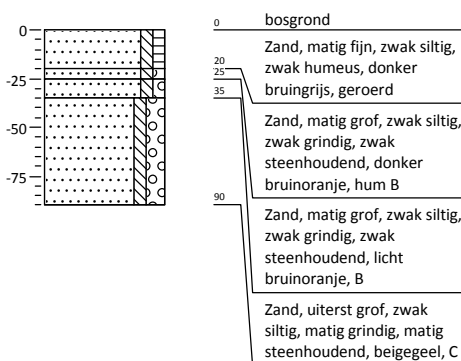 0
-25
-50
-75
0
20
25
35
90
bosgrond
Zand, matig fijn, zwak siltig,
zwak humeus, donker
bruingrijs, geroerd
Zand, matig grof, zwak siltig,
zwak grindig, zwak
steenhoudend, donker
bruinoranje, hum B
Zand, matig grof, zwak siltig,
zwak grindig, zwak
steenhoudend, licht
bruinoranje, B
Zand, uiterst grof, zwak
siltig, matig grindig, matig
steenhoudend, beigegeel, C